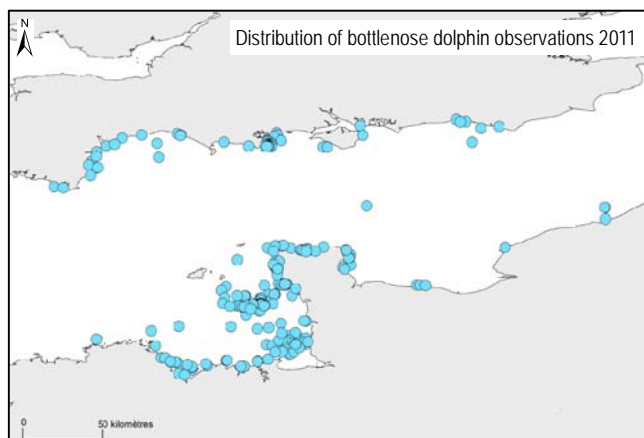 N
Distribution of bottlenose dolphin observations 2011
0 50 kilomètres